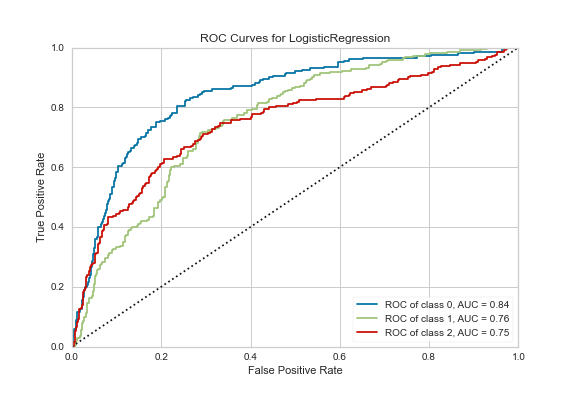 ROC Curves for LogisticRegression
True Positive Rate
1.0
0.8
0.6
0.4
0.2
0.0
0.0 0.2 0.4 0.6 0.8 1.0
False Positive Rate
ROC of class 0, AUC = 0.84
ROC of class 1, AUC = 0.76
ROC of class 2, AUC = 0.75